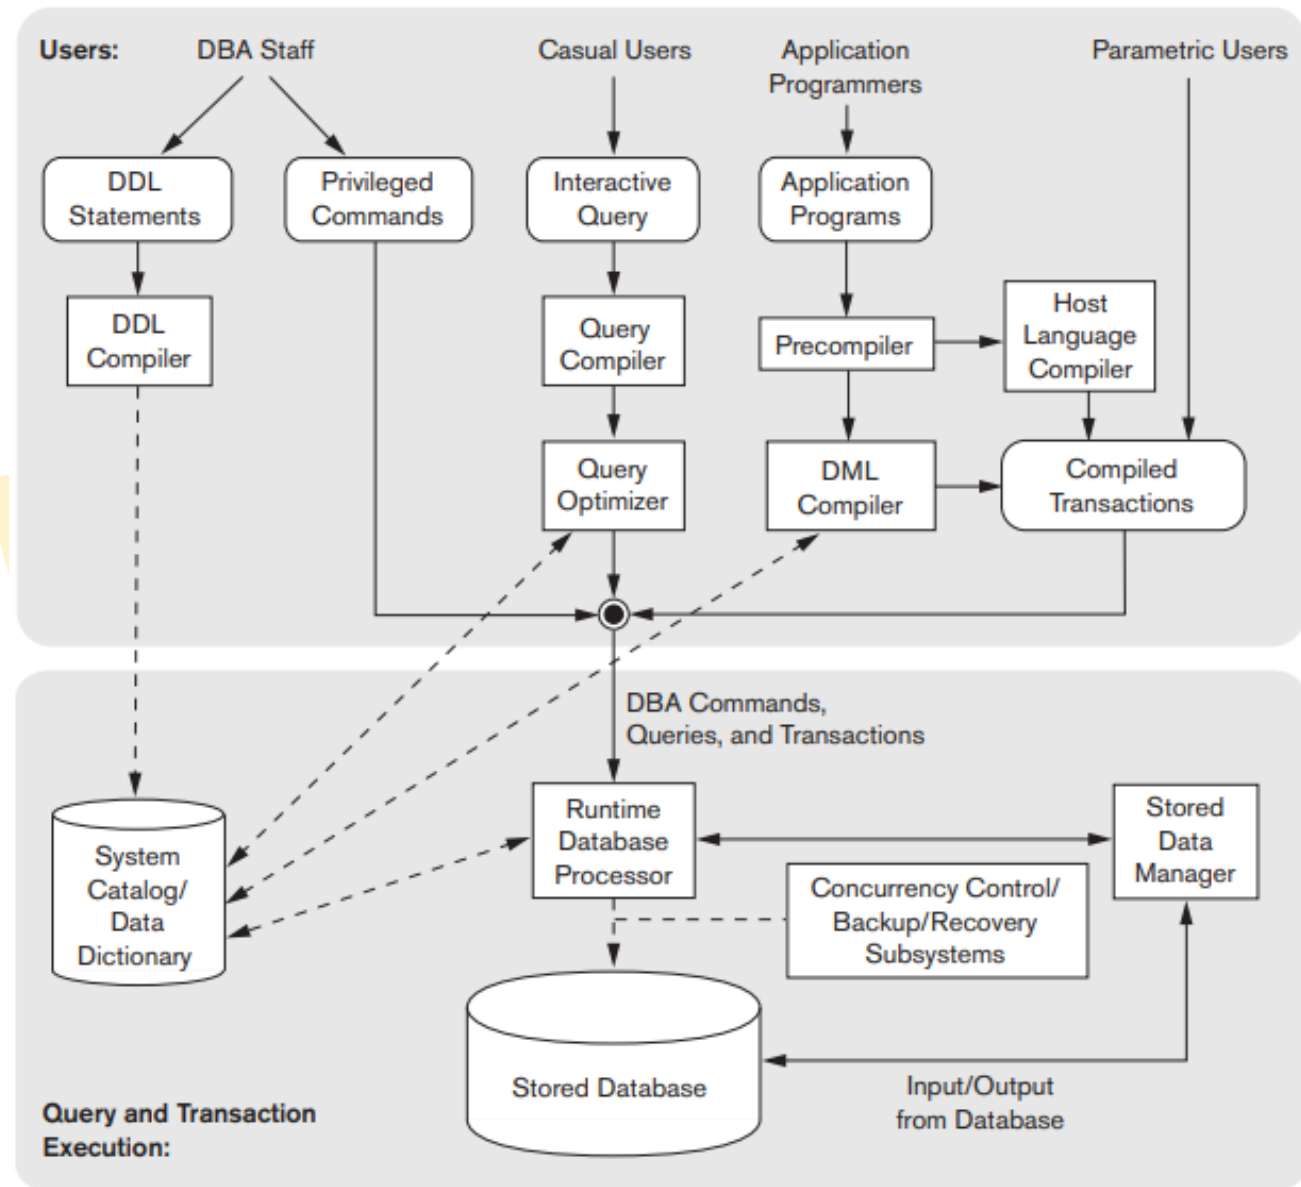 Users:
DBA Staff
Casual Users
Application
Programmers
Parametric Users
DDL
Statements
Privileged
Commands
Interactive
Query
Application
Programs
DDL
Compiler
Query
Compiler
Precompiler
Host
Language
Compiler
Query
Optimizer
DML
Compiler
Compiled
Transactions
DBA Commands,
Queries, and Transactions
System
Catalog/
Data
Dictionary
Runtime
Database
Processor
Stored
Data
Manager
Concurrency Control/
Backup/Recovery
Subsystems
Stored Database
Input/Output
from Database
Query and Transaction
Execution: